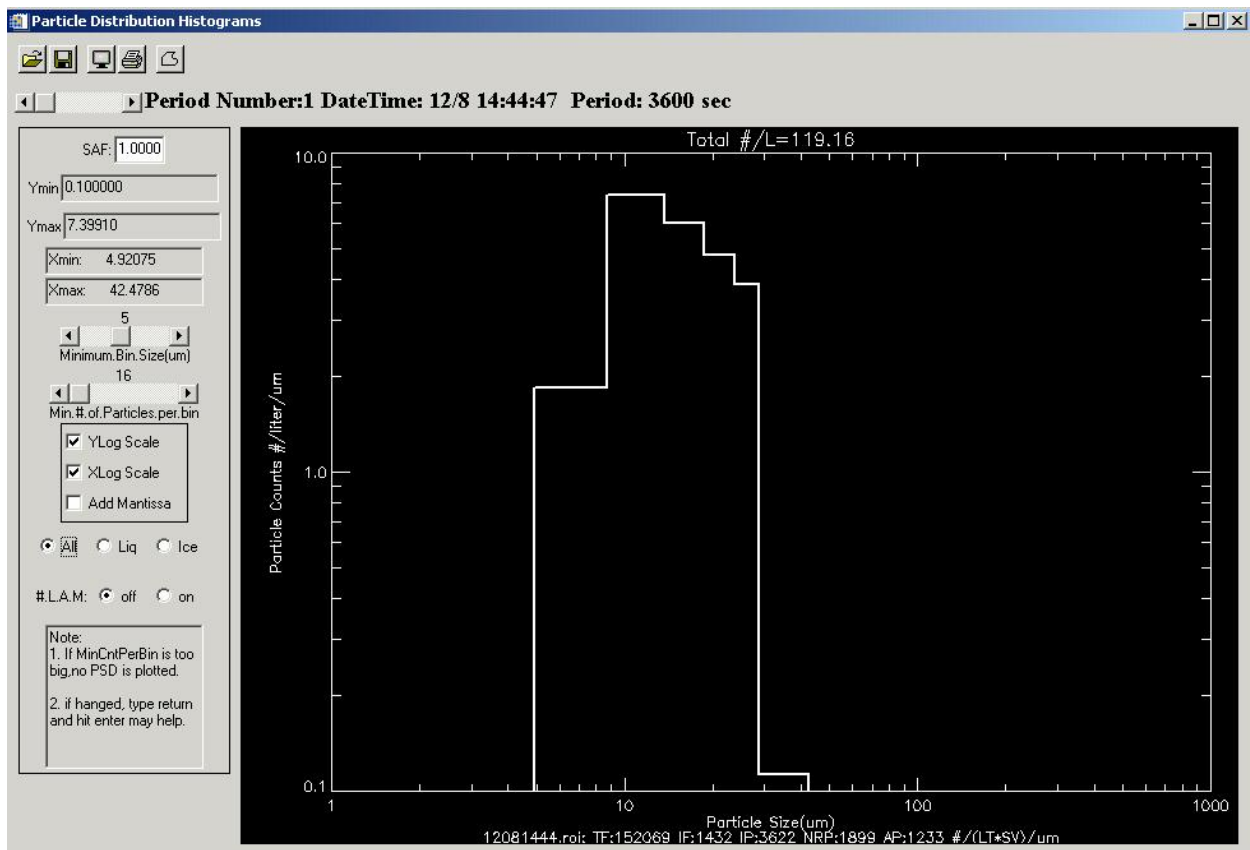 Particle Distribution Histograms
Period Number:1 DateTime: 12/8 14:44:47 Period: 3600 sec
SAF: 1.0000
Ymin 0.100000
Ymax 7.39910
Xmin: 4.92075
Xmax: 42.4786
5
Minimum.Bin.Size(um)
16
Min.#.of.Particles.per.bin
YLog Scale
XLog Scale
Add Mantissa
All Liq Ice
#.L.A.M: off on
Note:
1. If MinCntPerBin is too
big,no PSD is plotted.
2. if hanged, type return
and hit enter may help.
Total #/L=119.16
10.0
1.0
0.1
Particle Counts #/liter/um
1 10 100 1000
Particle Size(um)
12081444.roi: TF:152069 IF:1432 IP:3622 NRP:1899 AP:1233 #/(LT*SV)/um